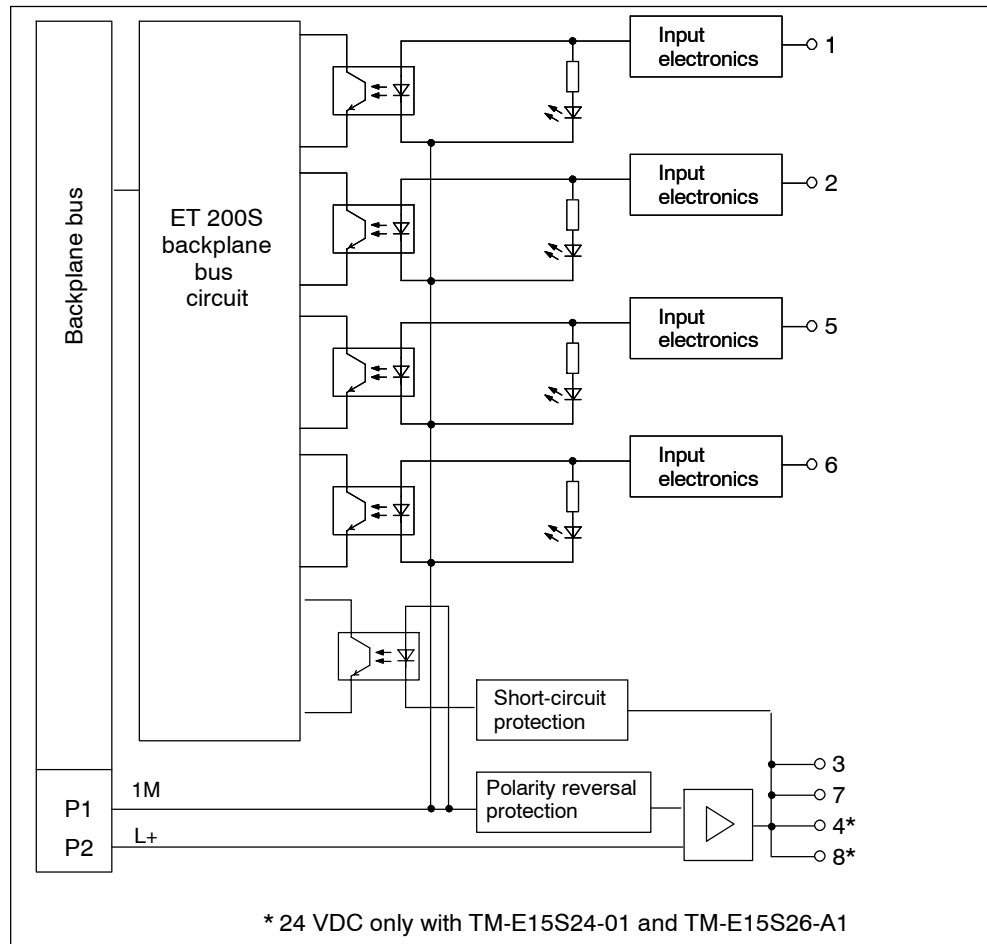 Backplane bus
ET 200S
backplane
bus
circuit
Input
electronics
1
Input
electronics
2
Input
electronics
5
Input
electronics
6
Short-circuit
protection
3
7
4*
8*
1M
P1
Polarity reversal
protection
L+
P2
* 24 VDC only with TM-E15S24-01 and TM-E15S26-A1